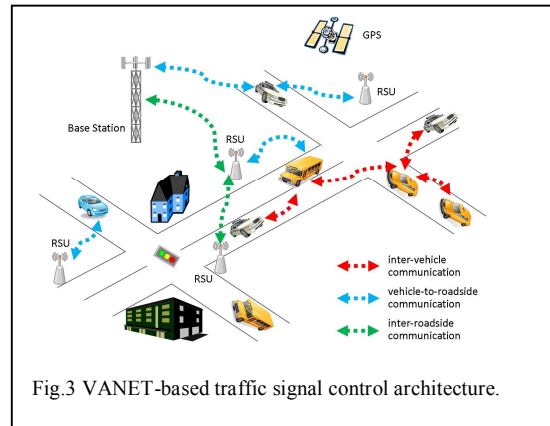 GPS
RSU
Base Station
RSU
RSU
RSU
inter-vehicle
communication
vehicle-to-roadside
communication
inter-roadside
communication
Fig.3 VANET-based traffic signal control architecture.